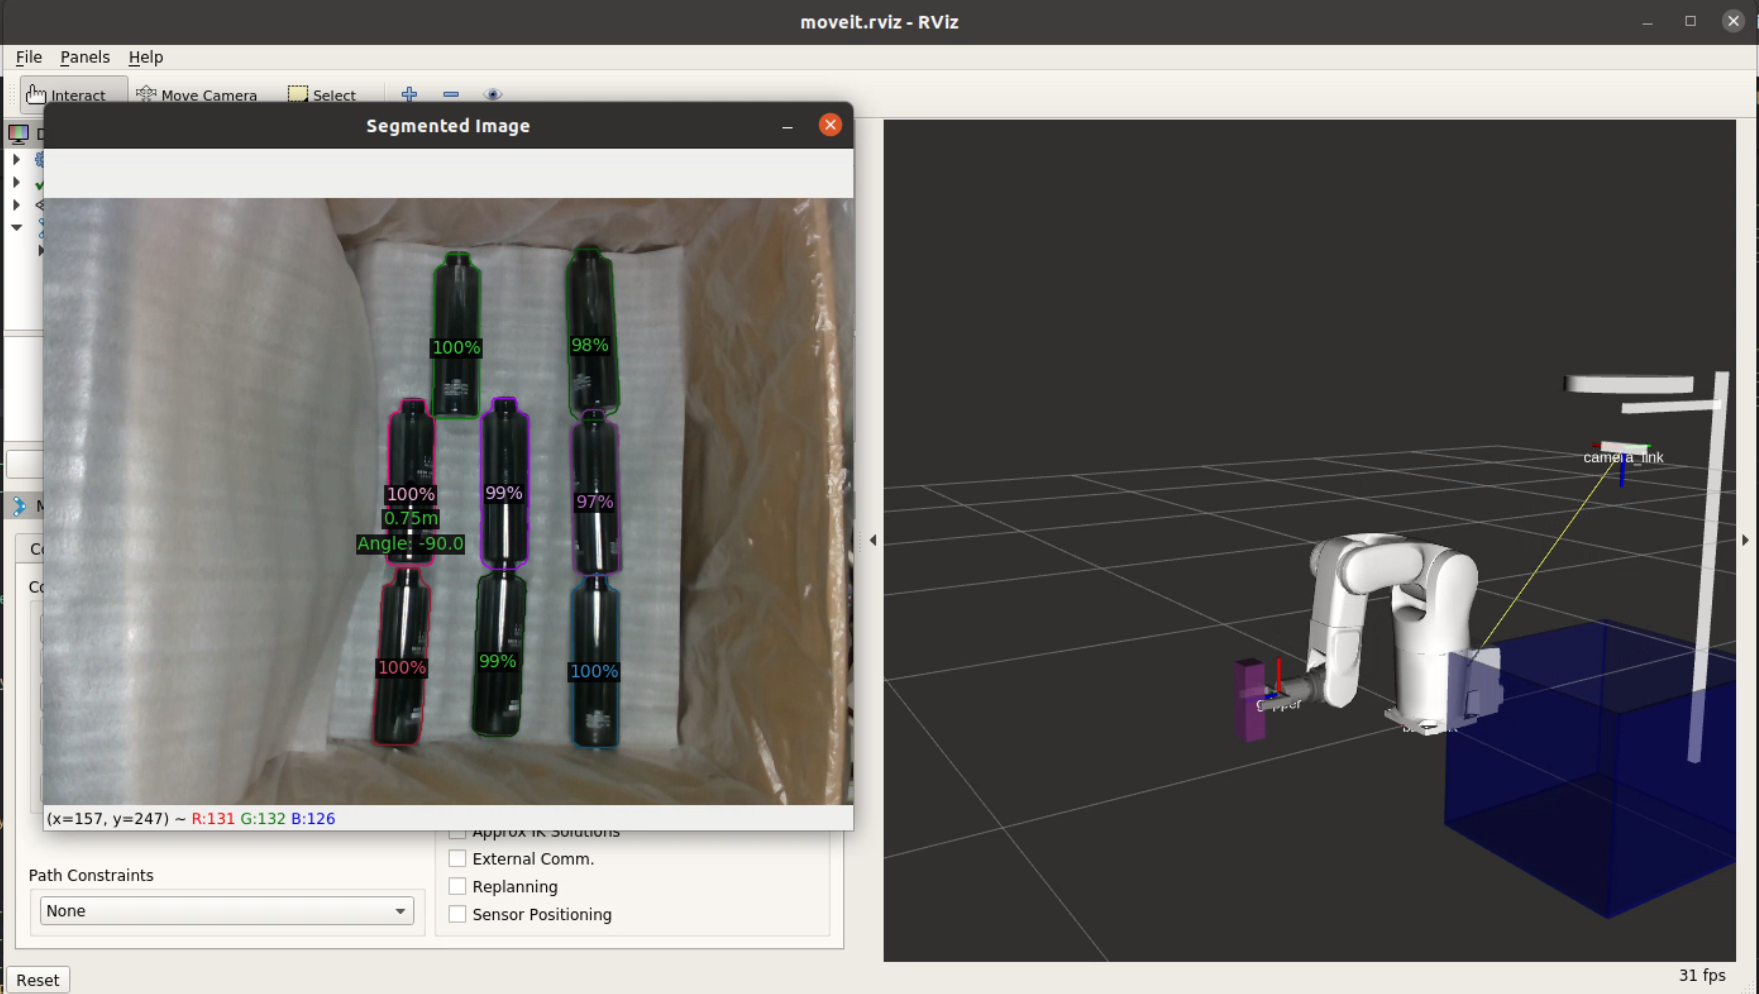 moveit.rviz - RViz
File Panels Help
Interact Move Camera Select
Segmented Image
100%
98%
100%
99%
97%
0.75m
Angle: -90.0
100%
99%
100%
(x=157, y=247) ~ R:131 G:132 B:126
Approx IK Solutions
External Comm.
Replanning
Sensor Positioning
Path Constraints
None
Reset
camera_link
gripper
31 fps